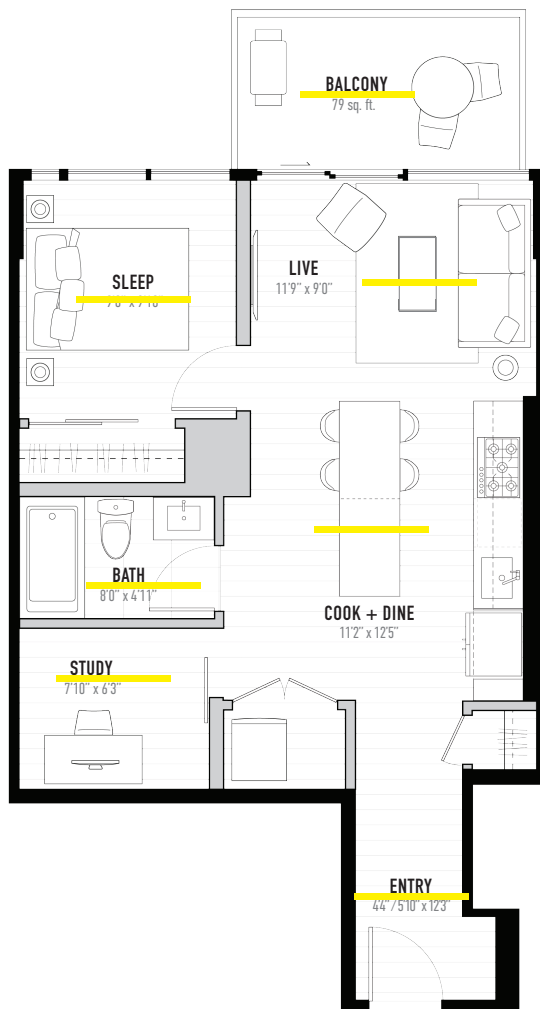 BALCONY
79 sq. ft.
SLEEP
LIVE
11'9" x 9'0"
BATH
8'0" x 4'11"
COOK + DINE
11'2" x 12'5"
STUDY
7'10" x 6'3"
ENTRY
4'4" / 5'10" x 12'3"